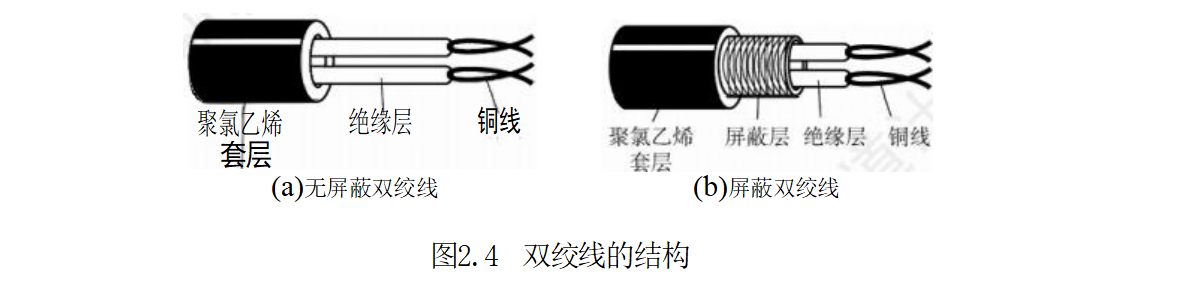 聚氯乙烯
套层
绝缘层
铜线
(a)无屏蔽双绞线
聚氯乙烯
套层
屏蔽层
绝缘层
铜线
(b)屏蔽双绞线
图2.4 双绞线的结构